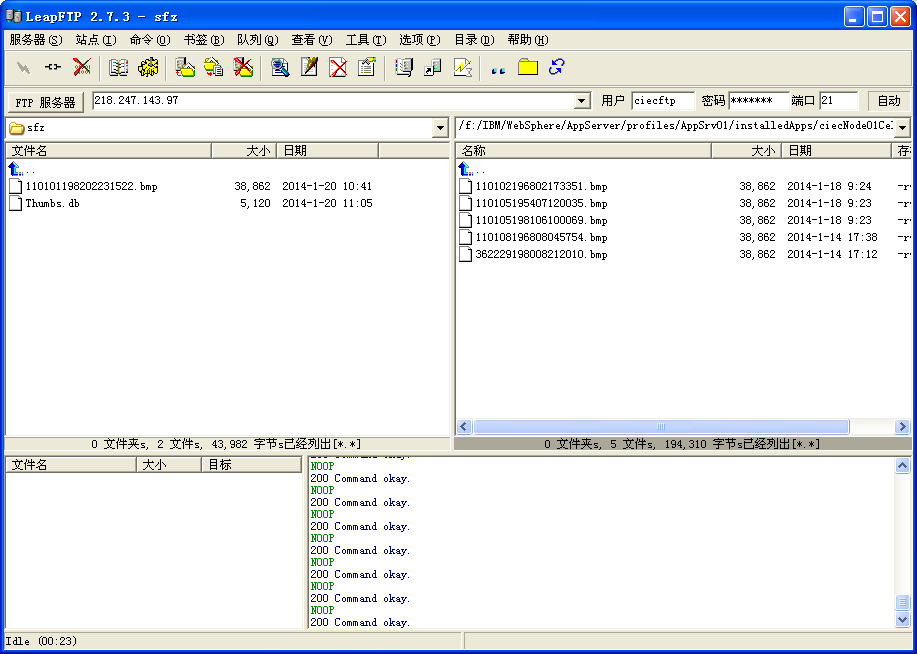 LeapFTP 2.7.3 - sfz
服务器(S) 站点(I) 命令(O) 书签(B) 队列(Q) 查看(V) 工具(T) 选项(P) 目录(D) 帮助(H)
FTP 服务器 218.247.143.97 用户 ciecftp 密码 ******* 端口 21 自动
sfz
/f:/IBM/WebSphere/AppServer/profiles/AppSrv01/installedApps/ciecNode01Cel
文件名 大小 日期
..
110101198202231522.bmp 38,862 2014-1-20 10:41
Thumbs.db 5,120 2014-1-20 11:05
0 文件夹s, 2 文件s, 43,982 字节s已经列出[*.*]
名称 大小 日期 存
..
110102196802173351.bmp 38,862 2014-1-18 9:24 -r
110105195407120035.bmp 38,862 2014-1-18 9:23 -r
110105198106100069.bmp 38,862 2014-1-18 9:23 -r
110108196808045754.bmp 38,862 2014-1-14 17:38 -r
362229198008212010.bmp 38,862 2014-1-14 17:12 -r
0 文件夹s, 5 文件s, 194,310 字节s已经列出[*.*]
文件名 大小 目标
200 Command okay.
NOOP
200 Command okay.
NOOP
200 Command okay.
NOOP
200 Command okay.
NOOP
200 Command okay.
NOOP
200 Command okay.
NOOP
200 Command okay.
NOOP
200 Command okay.
Idle (00:23)